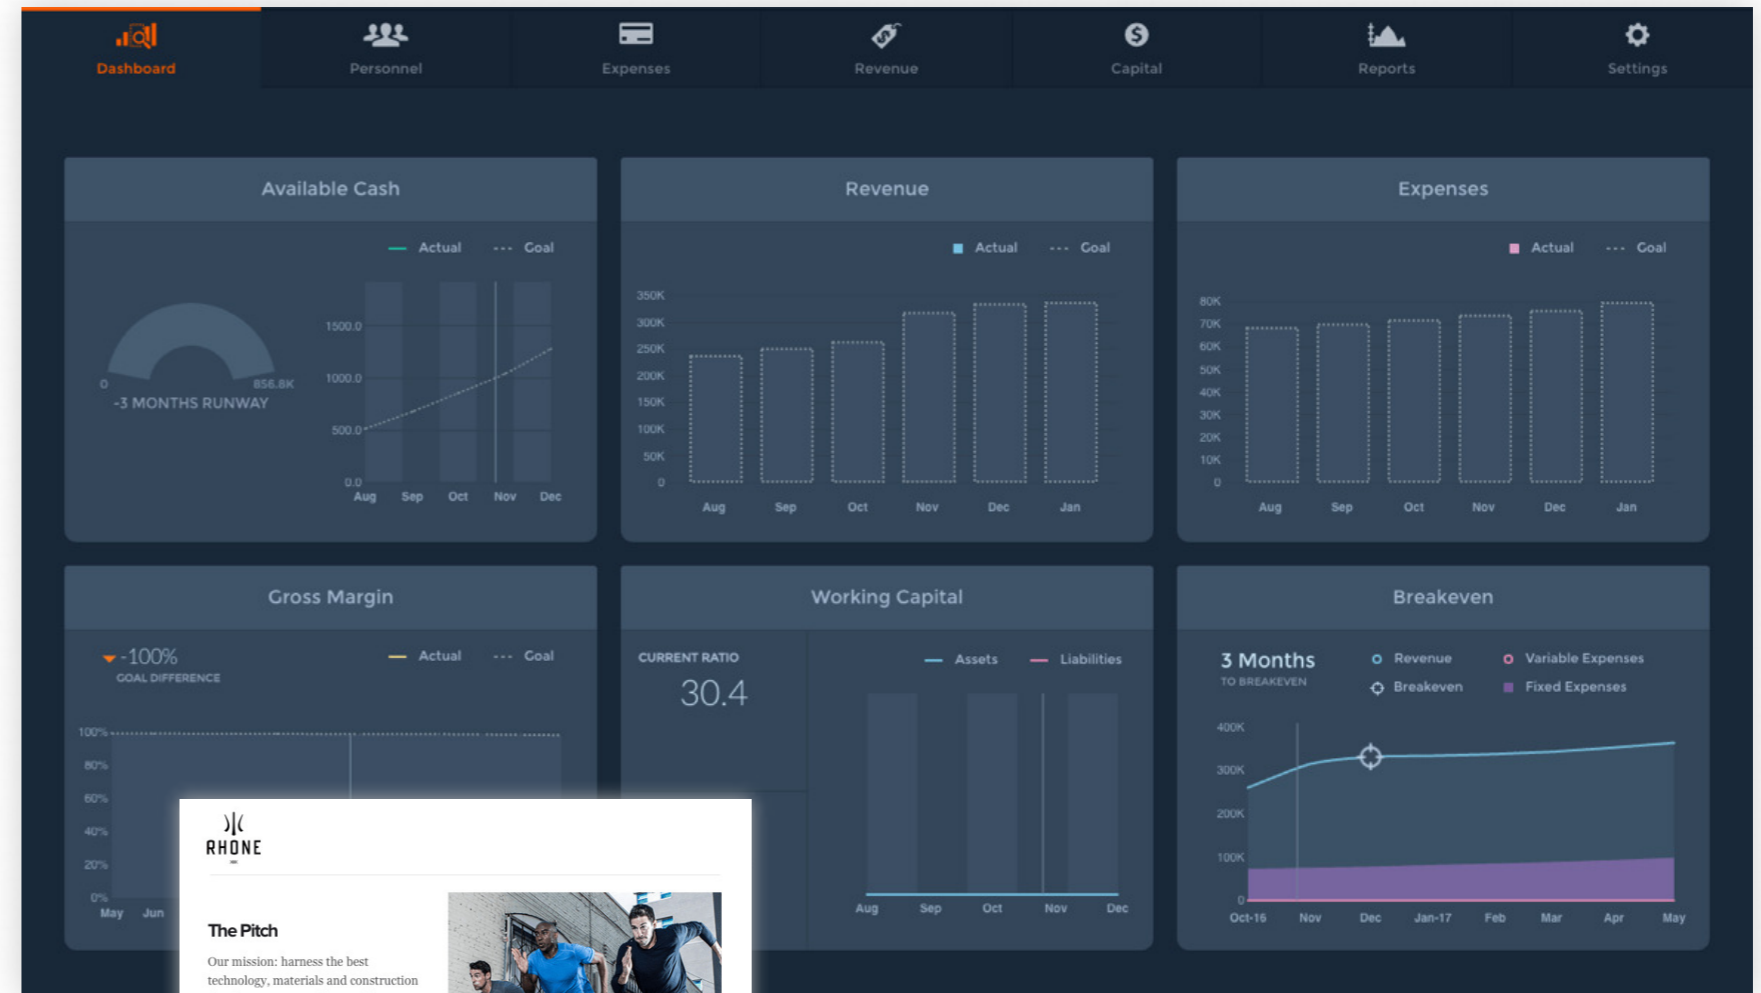 Dashboard Personnel Expenses Revenue Capital Reports Settings
Available Cash
Actual Goal
1500.0
1000.0
500.0
0.0
0 856.8K
-3 MONTHS RUNWAY
Aug Sep Oct Nov Dec
Revenue
Actual Goal
350K
300K
250K
200K
150K
100K
50K
0
Aug Sep Oct Nov Dec Jan
Expenses
Actual Goal
80K
70K
60K
50K
40K
30K
20K
10K
0
Aug Sep Oct Nov Dec Jan
Gross Margin
-100%
GOAL DIFFERENCE
Actual Goal
100%
80%
60%
40%
20%
0%
May Jun
Working Capital
CURRENT RATIO
30.4
Assets Liabilities
Aug Sep Oct Nov Dec
Breakeven
3 Months
TO BREAKEVEN
Revenue Variable Expenses
Breakeven Fixed Expenses
400K
300K
200K
100K
0
Oct-16 Nov Dec Jan-17 Feb Mar Apr May
RHONE
The Pitch
Our mission: harness the best
technology, materials and construction